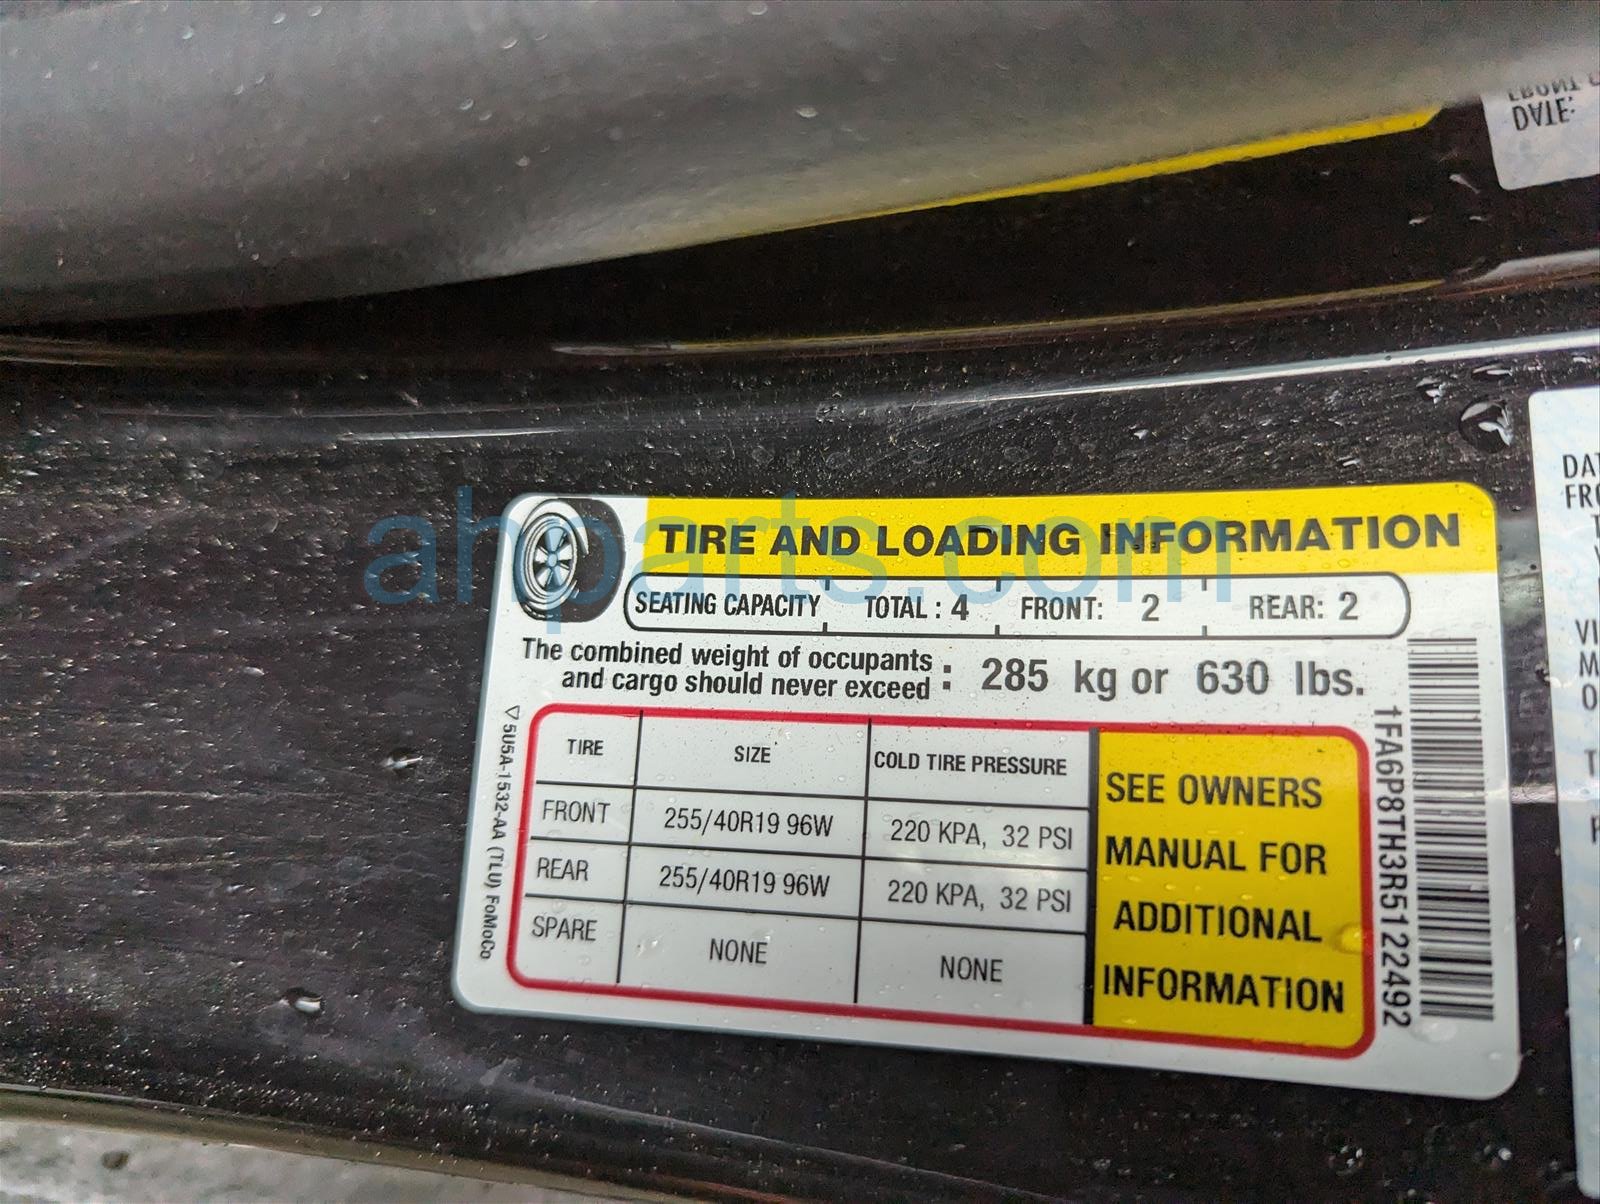 DATE:
TIRE AND LOADING INFORMATION
SEATING CAPACITY TOTAL : 4 FRONT: 2 REAR: 2
The combined weight of occupants
and cargo should never exceed : 285 kg or 630 lbs.
TIRE SIZE COLD TIRE PRESSURE
FRONT 255/40R19 96W 220 KPA, 32 PSI
REAR 255/40R19 96W 220 KPA, 32 PSI
SPARE NONE NONE
SEE OWNERS
MANUAL FOR
ADDITIONAL
INFORMATION
5U5A-1532-AA (TLU) FoMoCo
1FA6P8TH3R5122492
ahparts.com